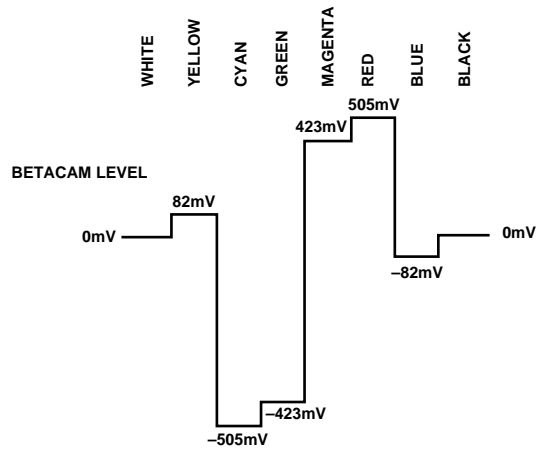 WHITE
YELLOW
CYAN
GREEN
MAGENTA
RED
BLUE
BLACK
505mV
423mV
BETACAM LEVEL
82mV
0mV
0mV
–82mV
–423mV
–505mV